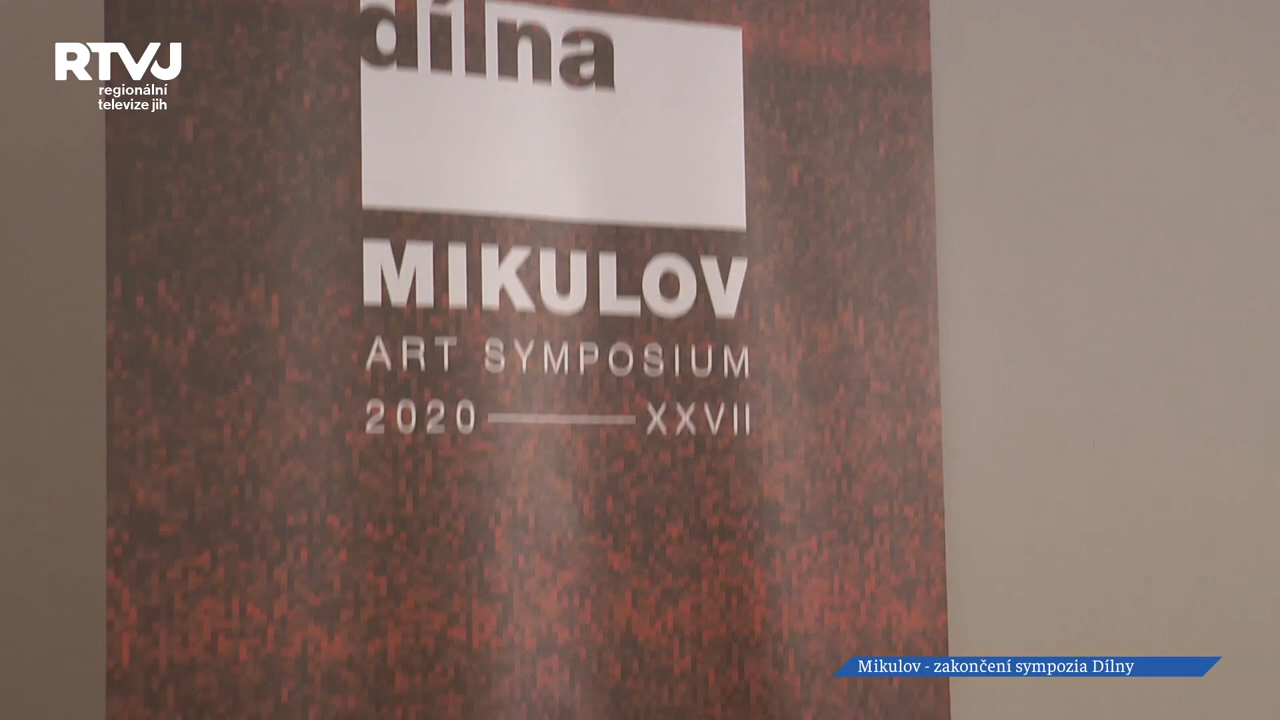 RTVJ
regionální
televize jih
dílna
MIKULOV
ART SYMPOSIUM
2020 XXVII
Mikulov - zakončení sympozia Dílny